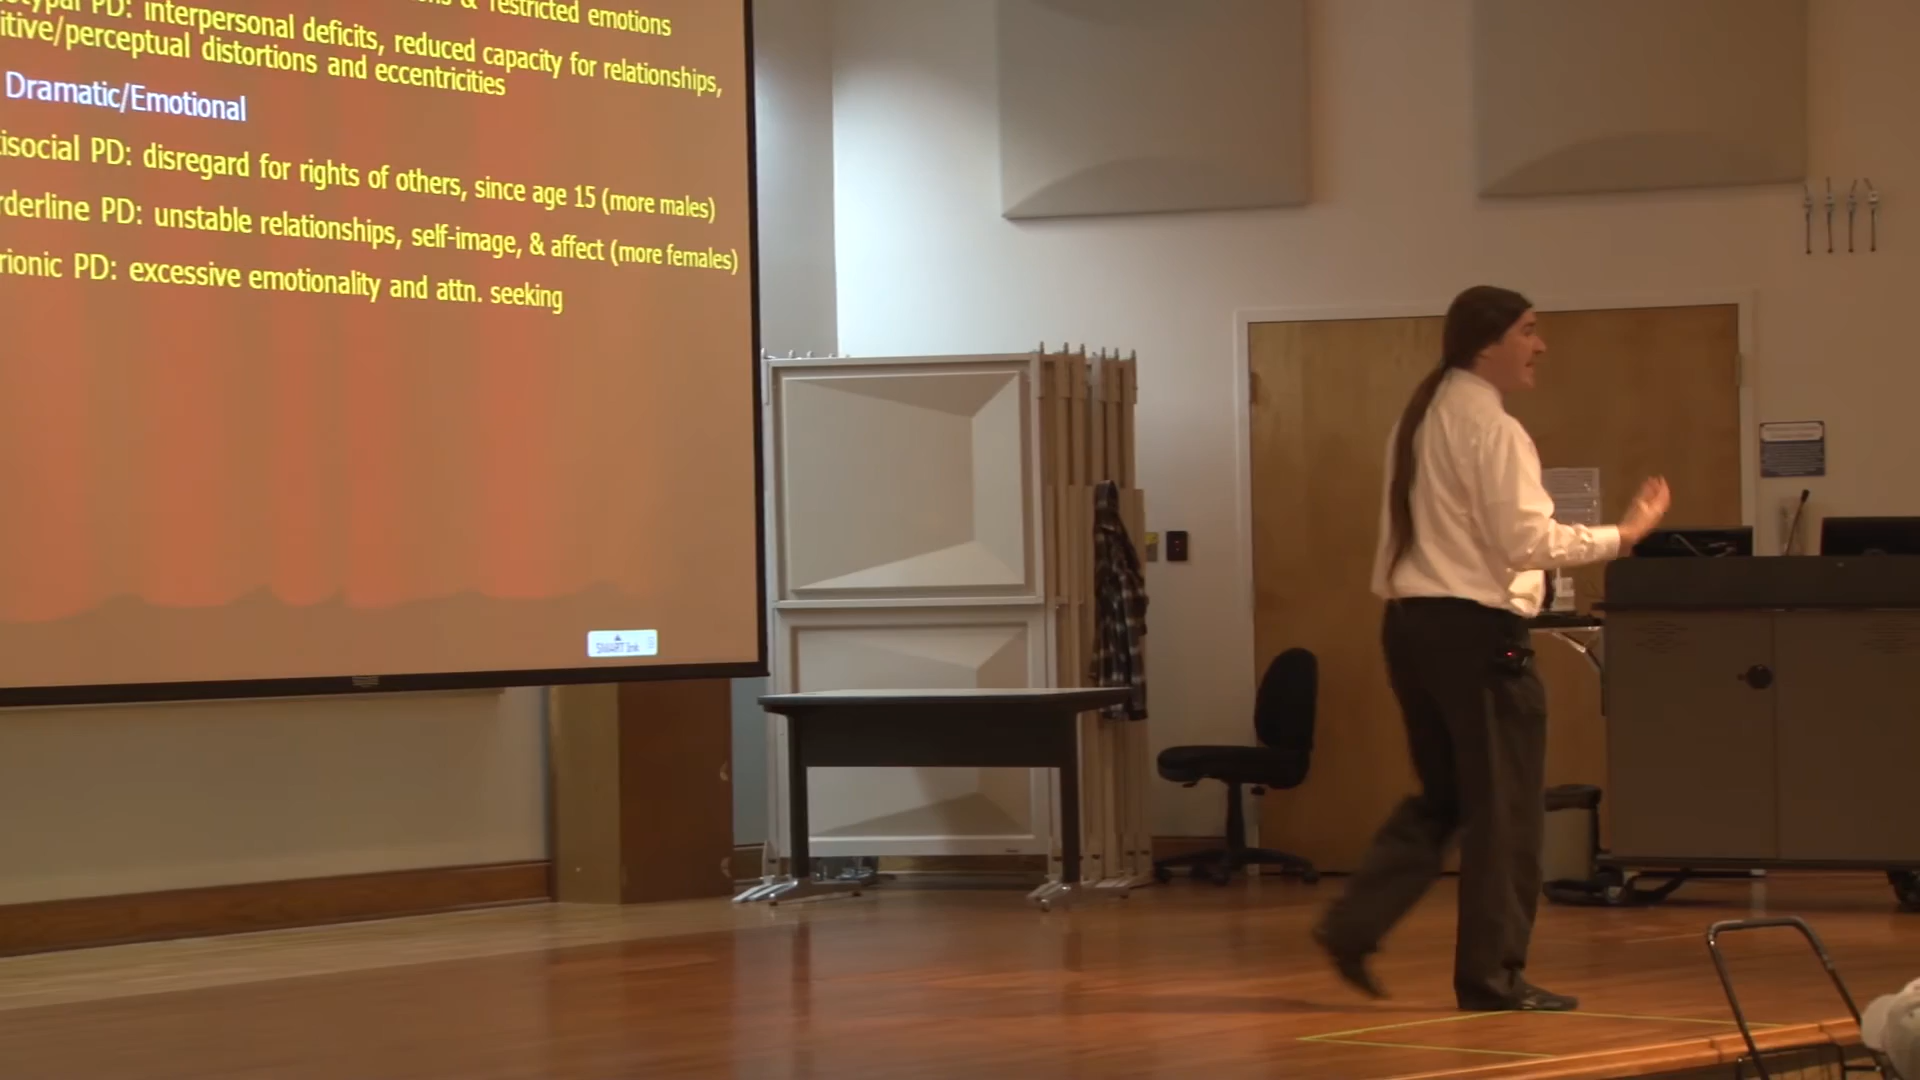 PD: interpersonal deficits, reduced capacity for relationships,
& restricted emotions
itive/perceptual distortions and eccentricities
Dramatic/Emotional
isocial PD: disregard for rights of others, since age 15 (more males)
rderline PD: unstable relationships, self-image, & affect (more females)
rionic PD: excessive emotionality and attn. seeking
SMART Ink